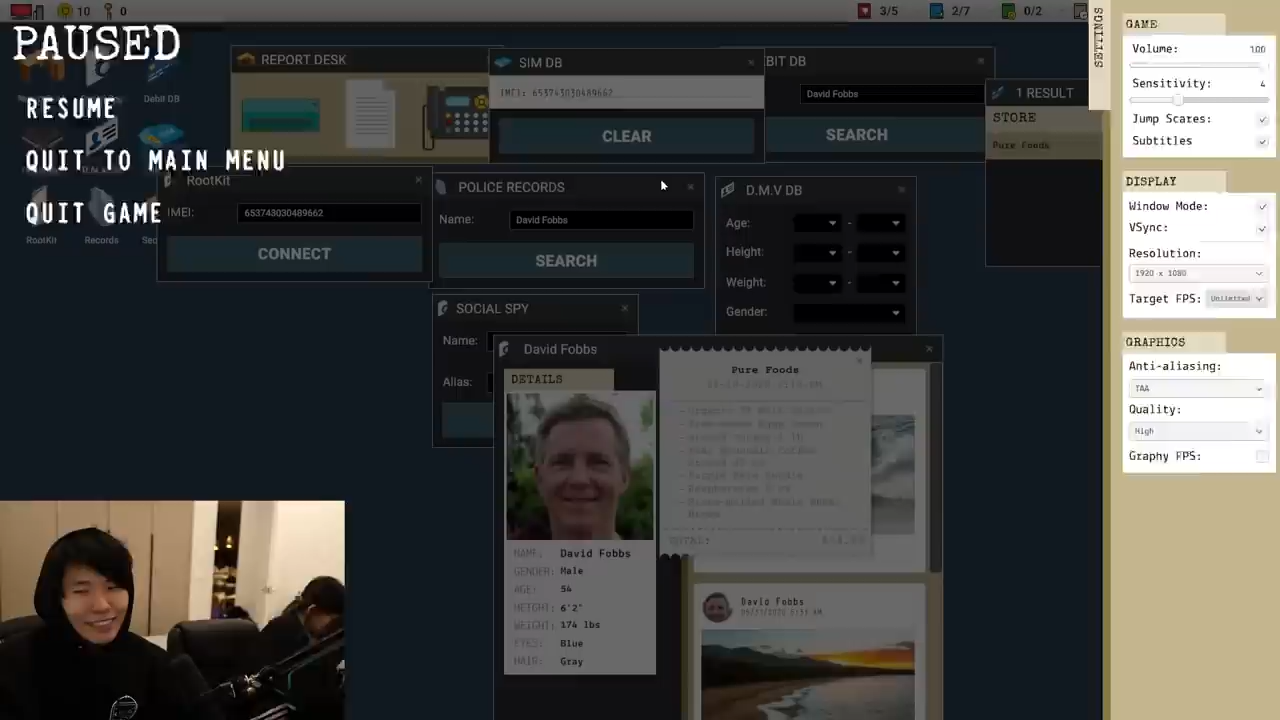 10
0
3/5
2/7
0/2
PAUSED
RESUME
QUIT TO MAIN MENU
QUIT GAME
Debit DB
RootKit
Records
REPORT DESK
SIM DB
IMEI: 653743030489662
CLEAR
BIT DB
David Fobbs
SEARCH
1 RESULT
STORE
Pure Foods
RootKit
IMEI:
653743030489662
CONNECT
POLICE RECORDS
Name:
David Fobbs
SEARCH
D.M.V DB
Age:
-
Height:
-
Weight:
-
Gender:
SOCIAL SPY
Name:
Alias:
David Fobbs
DETAILS
NAME: David Fobbs
GENDER: Male
AGE: 54
HEIGHT: 6'2"
WEIGHT: 174 lbs
EYES: Blue
HAIR: Gray
Pure Foods
TOTAL:
David Fobbs
SETTINGS
GAME
Volume: 100
Sensitivity: 4
Jump Scares:
Subtitles
DISPLAY
Window Mode:
VSync:
Resolution:
1920 x 1080
Target FPS: Unlimited
GRAPHICS
Anti-aliasing:
TAA
Quality:
High
Graphy FPS: